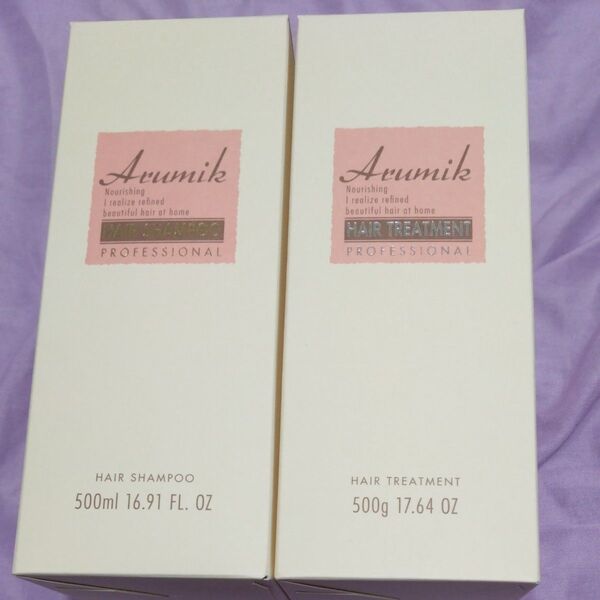 Arumik
Nourishing
I realize refined
beautiful hair at home
HAIR SHAMPOO
PROFESSIONAL
HAIR SHAMPOO
500ml 16.91 FL. OZ
Arumik
Nourishing
I realize refined
beautiful hair at home
HAIR TREATMENT
PROFESSIONAL
HAIR TREATMENT
500g 17.64 OZ